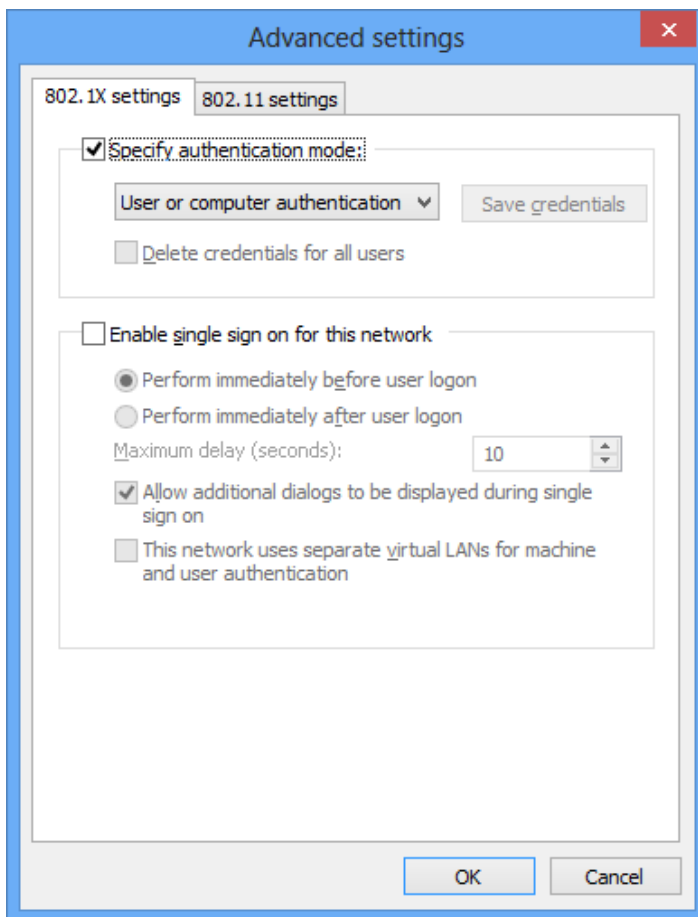 Advanced settings
802.1X settings
802.11 settings
Specify authentication mode:
User or computer authentication
Save credentials
Delete credentials for all users
Enable single sign on for this network
Perform immediately before user logon
Perform immediately after user logon
Maximum delay (seconds):
10
Allow additional dialogs to be displayed during single
sign on
This network uses separate virtual LANs for machine
and user authentication
OK
Cancel